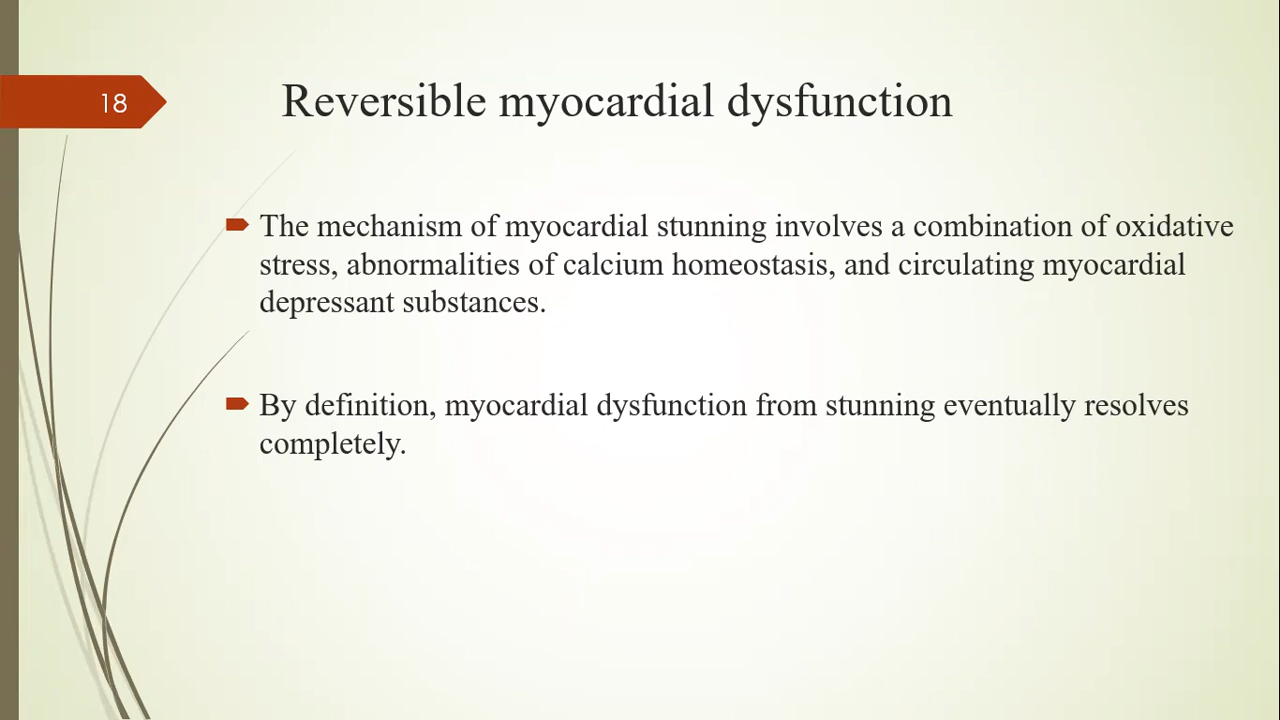 18
Reversible myocardial dysfunction
The mechanism of myocardial stunning involves a combination of oxidative
stress, abnormalities of calcium homeostasis, and circulating myocardial
depressant substances.
By definition, myocardial dysfunction from stunning eventually resolves
completely.